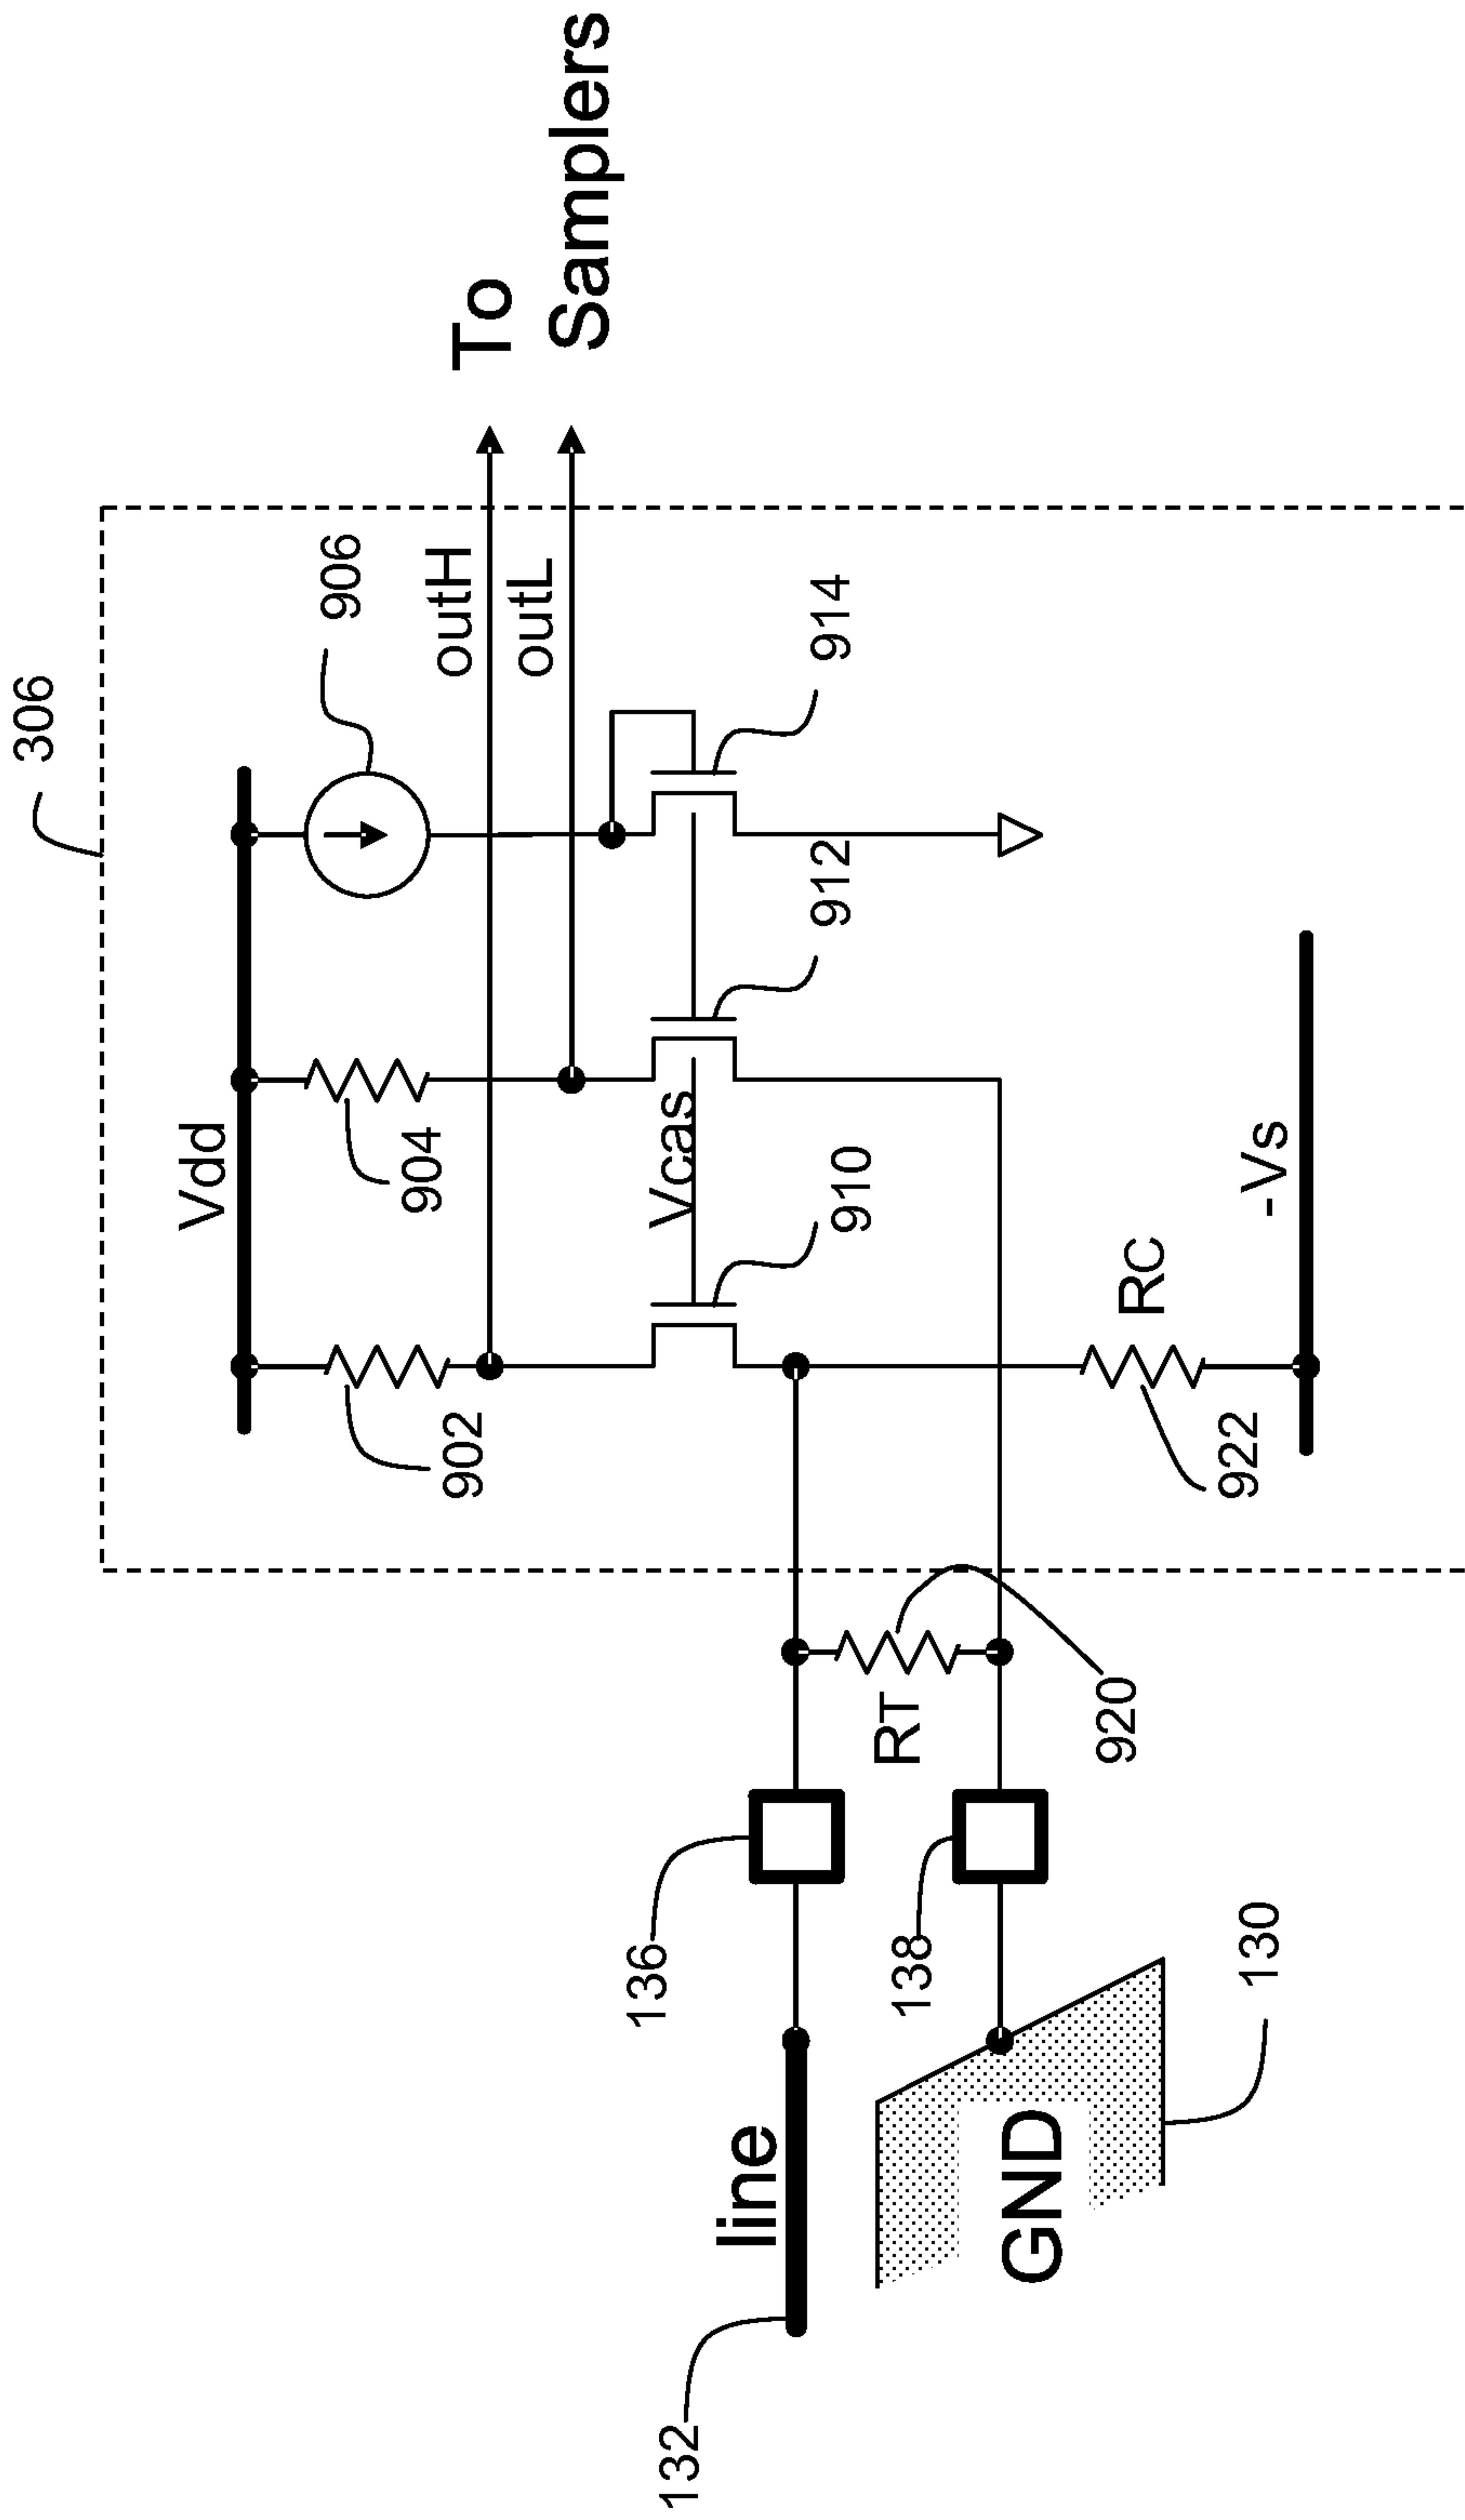 306
Vdd
906
To
Samplers
outH
outL
902
904
Vcas
910
912
914
RC
922
-Vs
136
RT
920
138
line
132
GND
130